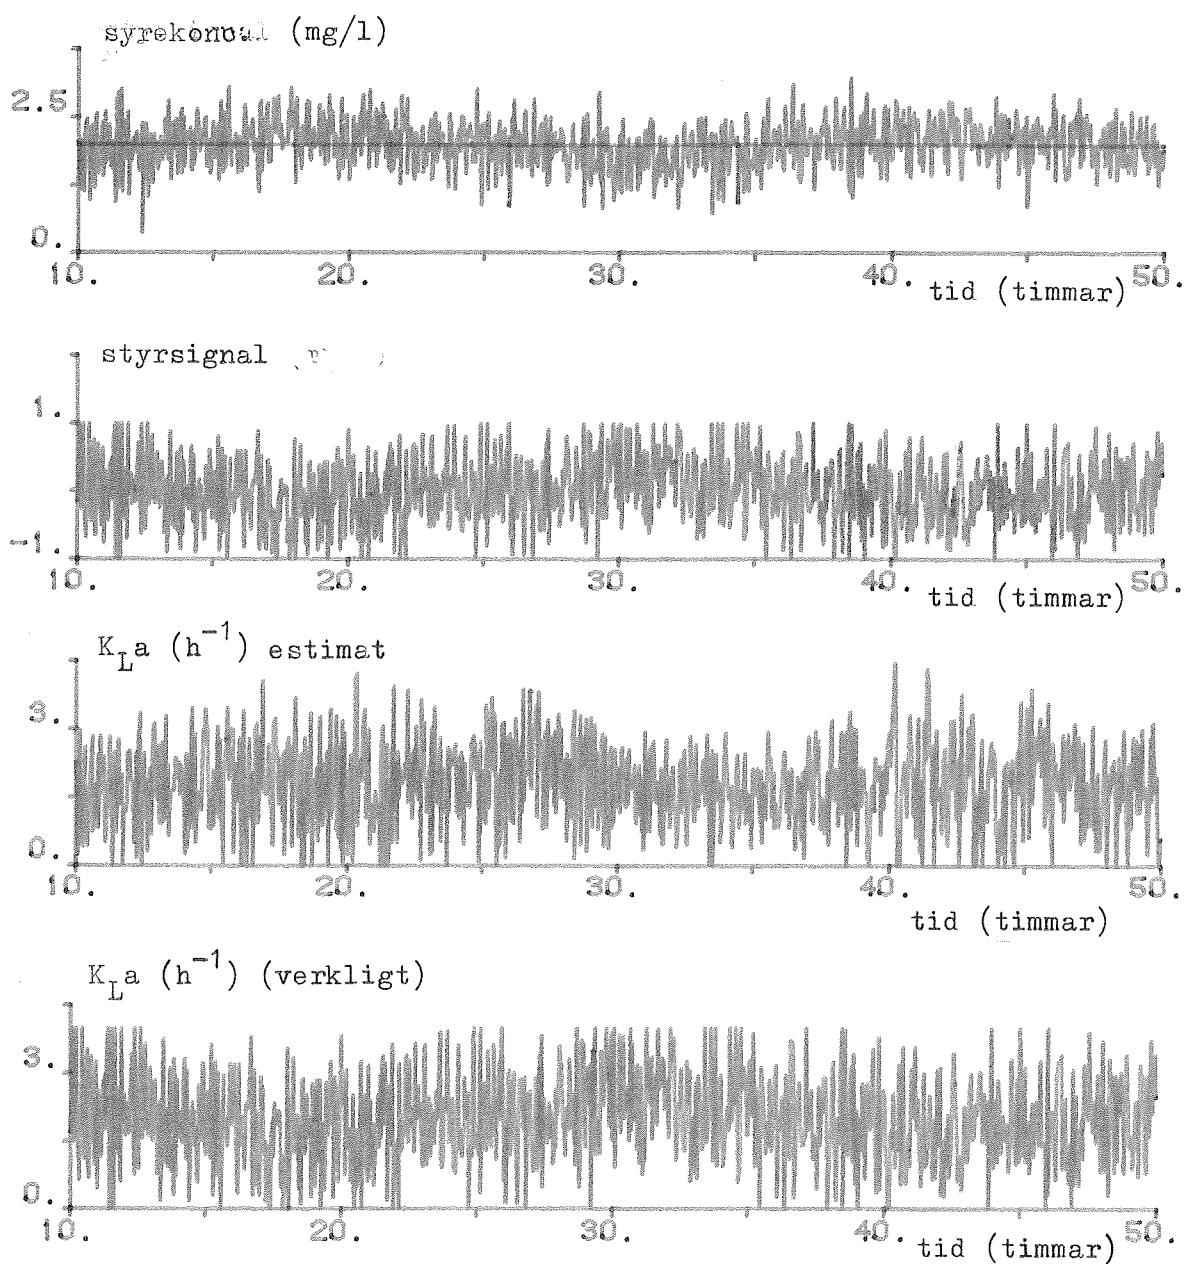 (mg/l)
2.5
0.
10. 20. 30. 40. 50.
tid (timmar)
styrsignal
1.
-1.
10. 20. 30. 40. 50.
tid (timmar)
K_L a (h^-1) estimat
3.
0.
10. 20. 30. 40. 50.
tid (timmar)
K_L a (h^-1) (verkligt)
3.
0.
10. 20. 30. 40. 50.
tid (timmar)